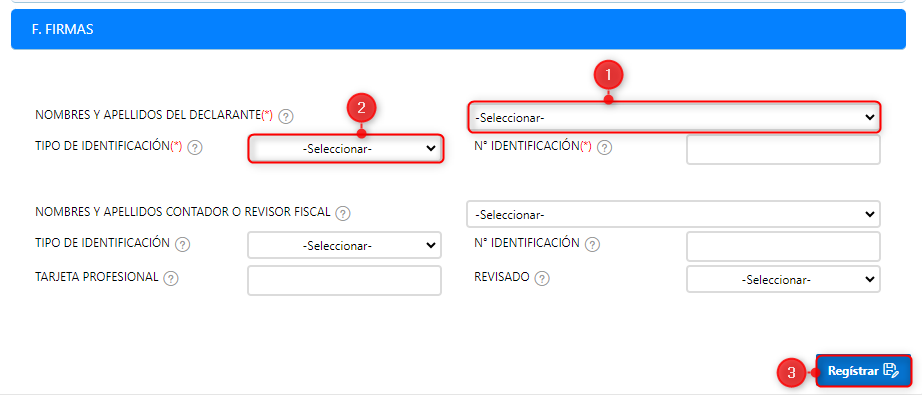 F. FIRMAS
1
NOMBRES Y APELLIDOS DEL DECLARANTE(*) ? -Seleccionar-
2
TIPO DE IDENTIFICACIÓN(*) ? -Seleccionar- N° IDENTIFICACIÓN(*) ?
NOMBRES Y APELLIDOS CONTADOR O REVISOR FISCAL ? -Seleccionar-
TIPO DE IDENTIFICACIÓN ? -Seleccionar- N° IDENTIFICACIÓN ?
TARJETA PROFESIONAL ? REVISADO ? -Seleccionar-
3 Regístrar